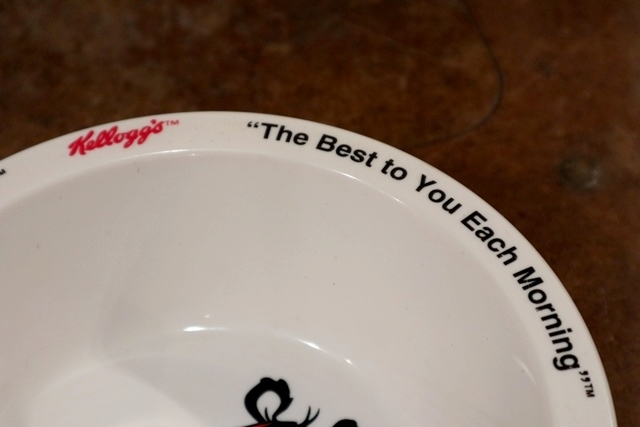 Kellogg's™
“The Best to You Each Morning”™